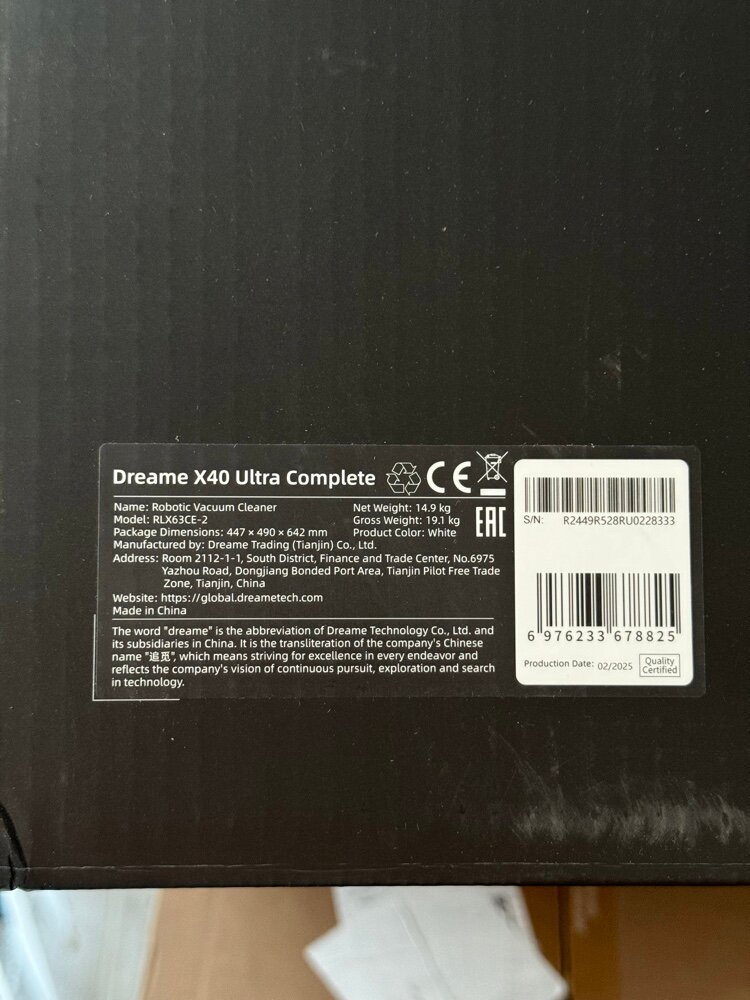 Dreame X40 Ultra Complete
CE
Name: Robotic Vacuum Cleaner
Model: RLX63CE-2
Package Dimensions: 447 × 490 × 642 mm
Net Weight: 14.9 kg
Gross Weight: 19.1 kg
Product Color: White
EAC
Manufactured by: Dreame Trading (Tianjin) Co., Ltd.
Address: Room 2112-1-1, South District, Finance and Trade Center, No.6975
Yazhou Road, Dongjiang Bonded Port Area, Tianjin Pilot Free Trade
Zone, Tianjin, China
Website: https://global.dreametech.com
Made in China
The word "dreame" is the abbreviation of Dreame Technology Co., Ltd. and
its subsidiaries in China. It is the transliteration of the company's Chinese
name "追觅", which means striving for excellence in every endeavor and
reflects the company's vision of continuous pursuit, exploration and search
in technology.
S/N: R2449R528RU0228333
6 976233 678825
Production Date: 02/2025
Quality
Certified